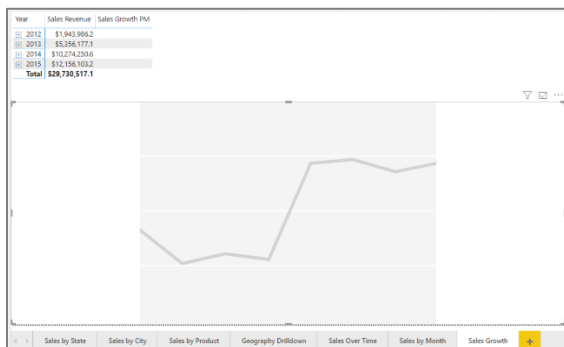 Year Sales Revenue Sales Growth PM
2012 $1,943,986.2
2013 $5,356,177.1
2014 $10,274,250.6
2015 $12,156,103.2
Total $29,730,517.1
Sales by State Sales by City Sales by Product Geography Drilldown Sales Over Time Sales by Month Sales Growth +